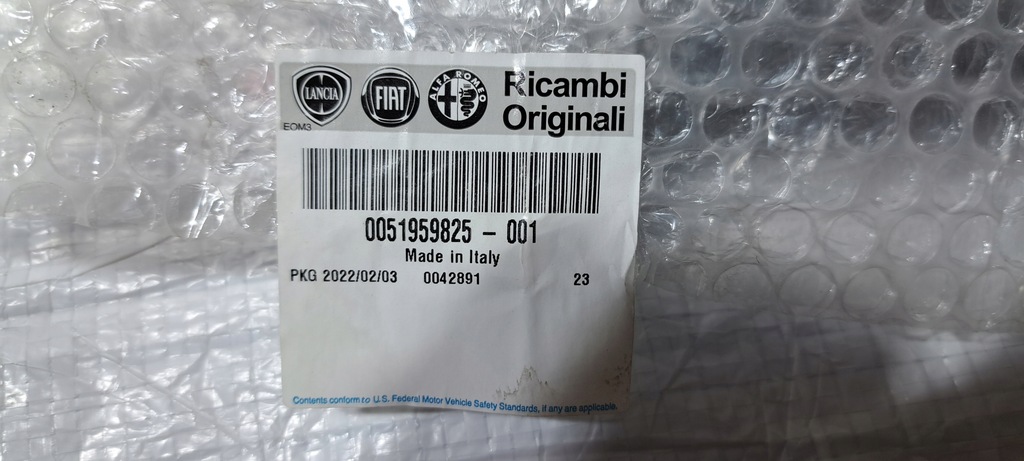 LANCIA FIAT ALFA ROMEO Ricambi
Originali
EOM3
0051959825 - 001
Made in Italy
PKG 2022/02/03 0042891 23
Contents conform to U.S. Federal Motor Vehicle Safety Standards, if any are applicable.